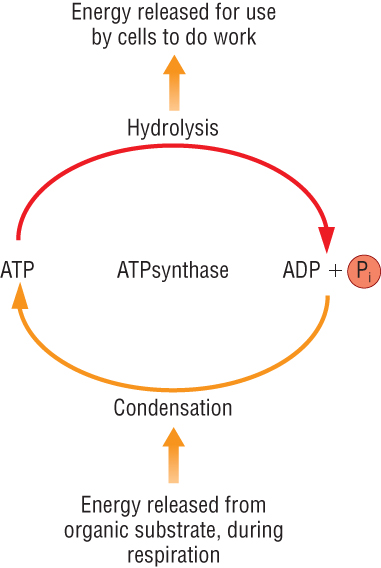 Energy released for use
by cells to do work
Hydrolysis
ATP ATPsynthase ADP + Pi
Condensation
Energy released from
organic substrate, during
respiration